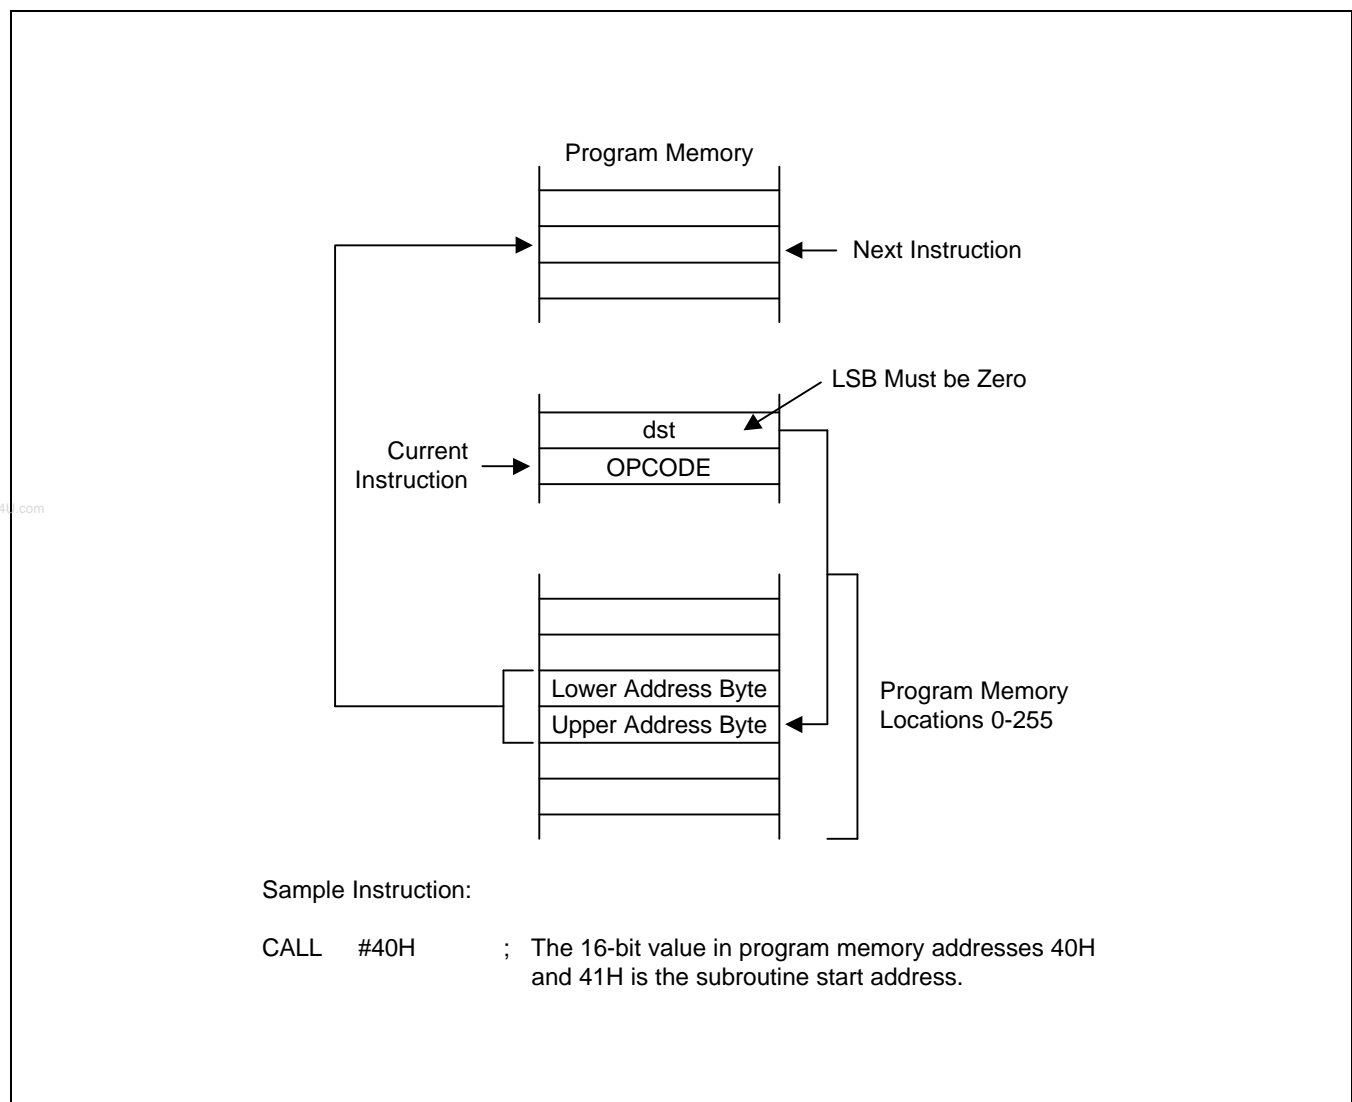 Program Memory
Next Instruction
LSB Must be Zero
dst
Current
Instruction
OPCODE
4U.com
Lower Address Byte
Upper Address Byte
Program Memory
Locations 0-255
Sample Instruction:
CALL #40H ; The 16-bit value in program memory addresses 40H
and 41H is the subroutine start address.